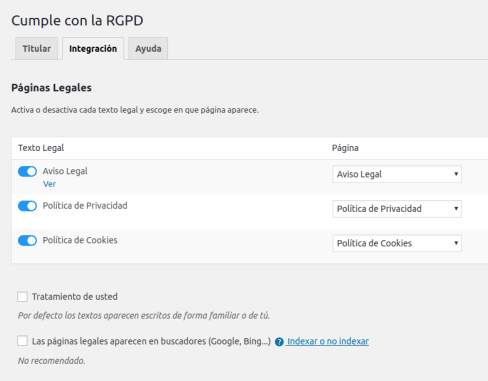 Cumple con la RGPD
Titular Integración Ayuda
Páginas Legales
Activa o desactiva cada texto legal y escoge en que página aparece.
Texto Legal Página
Aviso Legal Aviso Legal
Ver
Política de Privacidad Política de Privacidad
Política de Cookies Política de Cookies
Tratamiento de usted
Por defecto los textos aparecen escritos de forma familiar o de tú.
Las páginas legales aparecen en buscadores (Google, Bing...) ? Indexar o no indexar
No recomendado.